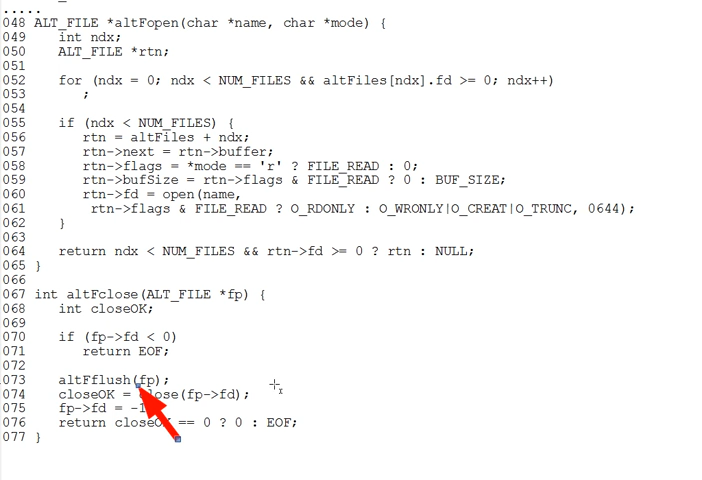 .....
048 ALT_FILE *altFopen(char *name, char *mode) {
049    int ndx;
050    ALT_FILE *rtn;
051
052    for (ndx = 0; ndx < NUM_FILES && altFiles[ndx].fd >= 0; ndx++)
053       ;
054
055    if (ndx < NUM_FILES) {
056       rtn = altFiles + ndx;
057       rtn->next = rtn->buffer;
058       rtn->flags = *mode == 'r' ? FILE_READ : 0;
059       rtn->bufSize = rtn->flags & FILE_READ ? 0 : BUF_SIZE;
060       rtn->fd = open(name,
061        rtn->flags & FILE_READ ? O_RDONLY : O_WRONLY|O_CREAT|O_TRUNC, 0644);
062    }
063
064    return ndx < NUM_FILES && rtn->fd >= 0 ? rtn : NULL;
065 }
066
067 int altFclose(ALT_FILE *fp) {
068    int closeOK;
069
070    if (fp->fd < 0)
071       return EOF;
072
073    altFflush(fp);
074    closeOK = close(fp->fd);
075    fp->fd = -1
076    return closeOK == 0 ? 0 : EOF;
077 }